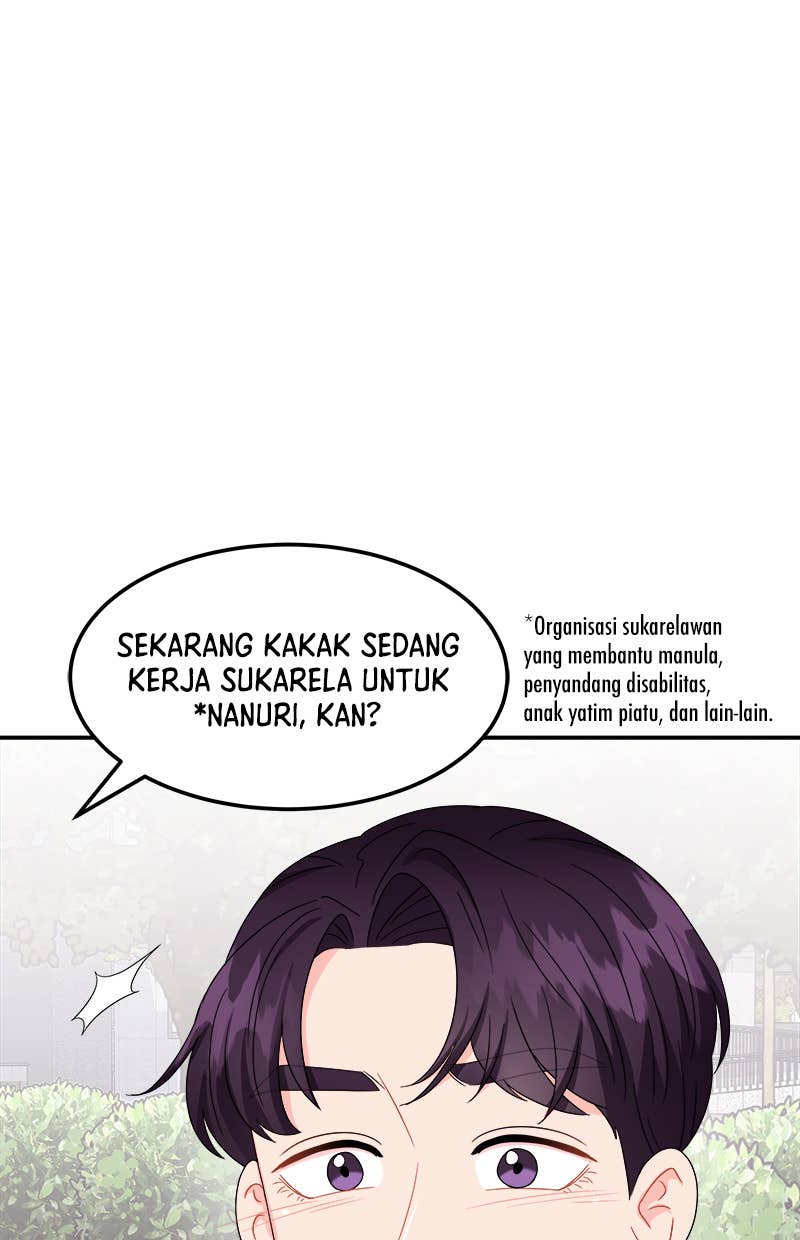 SEKARANG KAKAK SEDANG
KERJA SUKARELA UNTUK
*NANURI, KAN?
*Organisasi sukarelawan
yang membantu manula,
penyandang disabilitas,
anak yatim piatu, dan lain-lain.